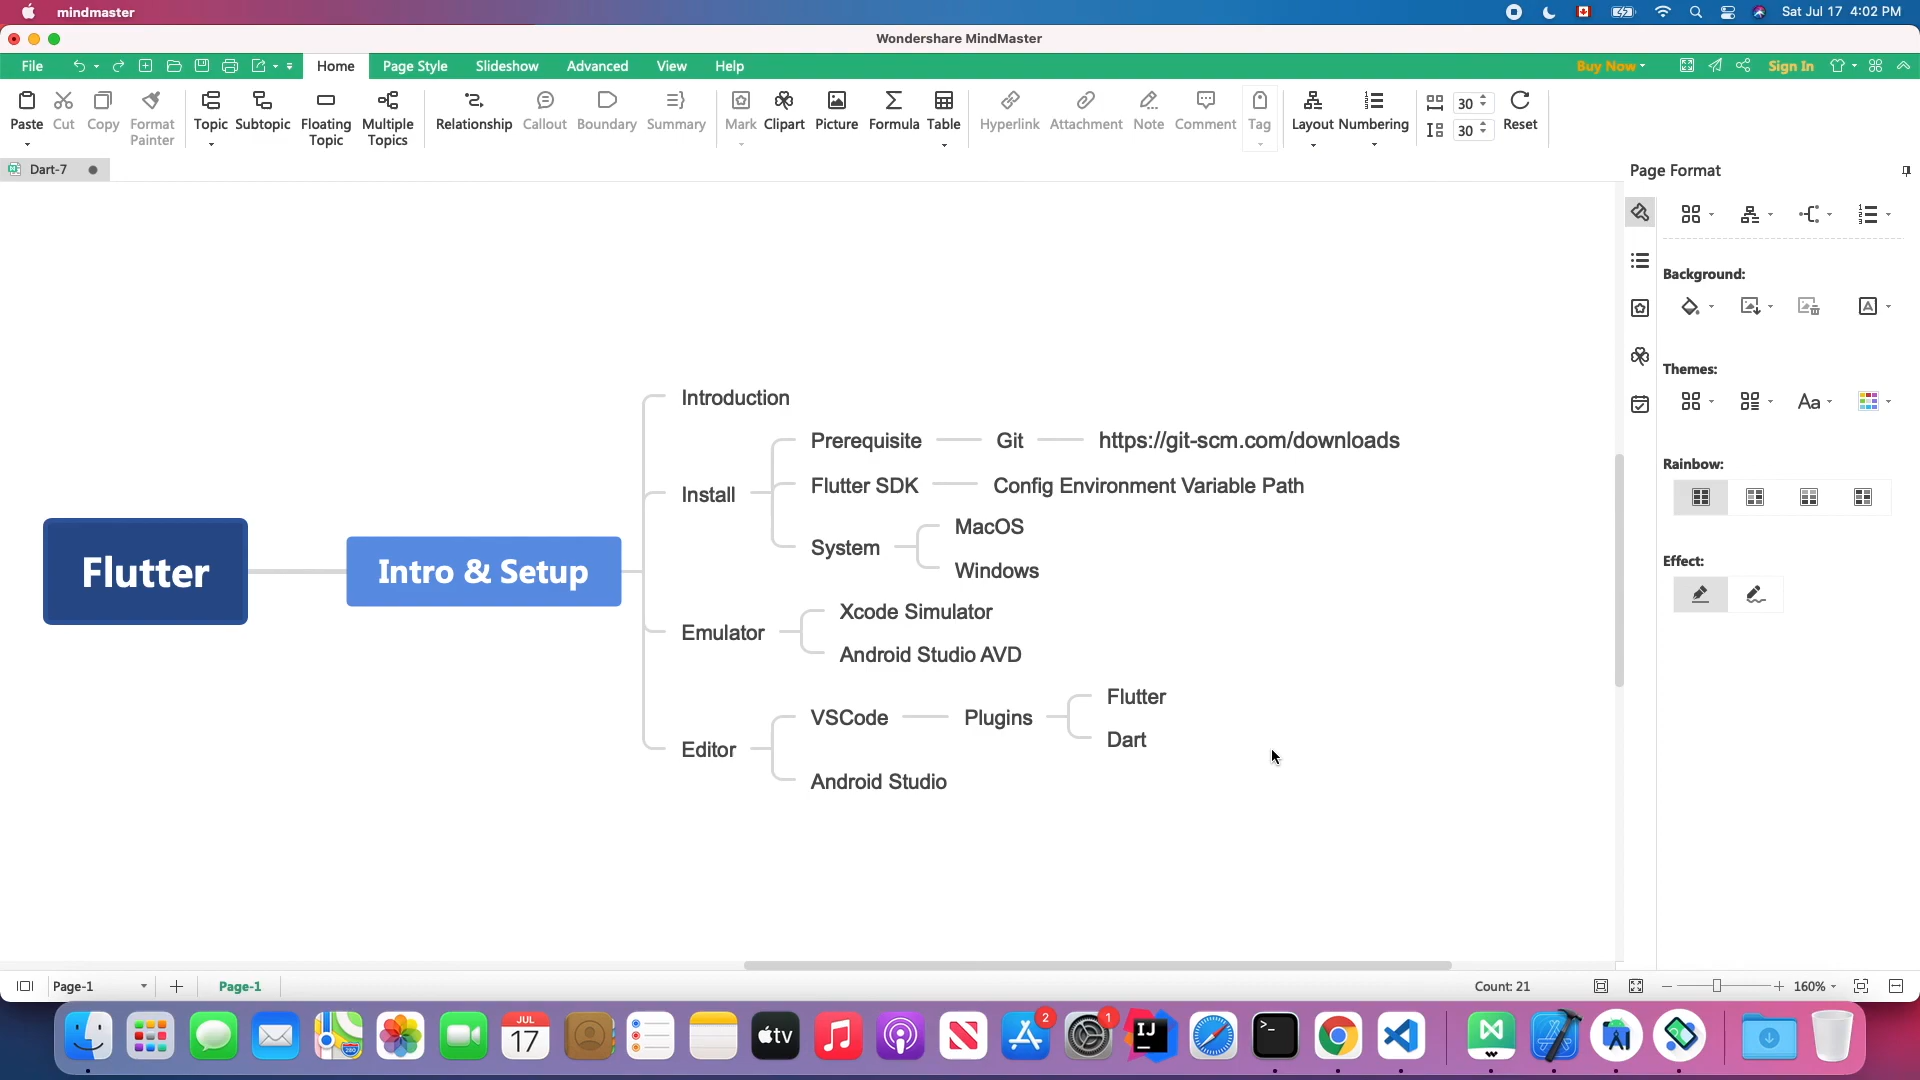 mindmaster
Sat Jul 17 4:02 PM
Wondershare MindMaster
File
Home
Page Style
Slideshow
Advanced
View
Help
Buy Now
Sign In
Paste
Cut
Copy
Format
Painter
Topic
Subtopic
Floating
Topic
Multiple
Topics
Relationship
Callout
Boundary
Summary
Mark
Clipart
Picture
Formula
Table
Hyperlink
Attachment
Note
Comment
Tag
Layout
Numbering
30
30
Reset
Dart-7
Page Format
Background:
Themes:
Aa
Rainbow:
Effect:
Flutter
Intro & Setup
Introduction
Install
Prerequisite
Git
https://git-scm.com/downloads
Flutter SDK
Config Environment Variable Path
System
MacOS
Windows
Emulator
Xcode Simulator
Android Studio AVD
Editor
VSCode
Plugins
Flutter
Dart
Android Studio
Page-1
Page-1
Count: 21
160%
JUL
17
tv
2
1
IJ